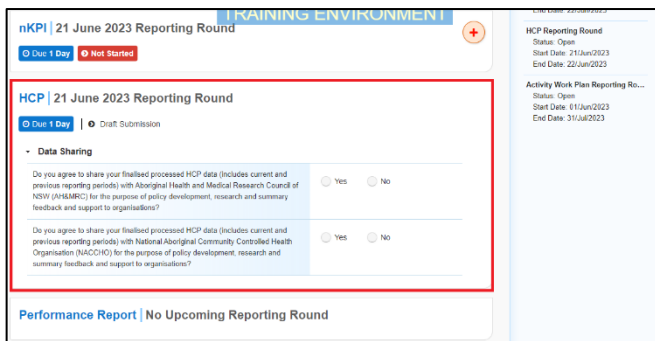 TRAINING ENVIRONMENT
nKPI | 21 June 2023 Reporting Round
Due 1 Day Not Started
HCP | 21 June 2023 Reporting Round
Due 1 Day | Draft Submission
Data Sharing
Do you agree to share your finalised processed HCP data (includes current and
previous reporting periods) with Aboriginal Health and Medical Research Council of
NSW (AH&MRC) for the purpose of policy development, research and summary
feedback and support to organisations?
Yes No
Do you agree to share your finalised processed HCP data (includes current and
previous reporting periods) with National Aboriginal Community Controlled Health
Organisation (NACCHO) for the purpose of policy development, research and
summary feedback and support to organisations?
Yes No
Performance Report | No Upcoming Reporting Round
End Date: 22/Jun/2023
HCP Reporting Round
Status: Open
Start Date: 21/Jun/2023
End Date: 22/Jun/2023
Activity Work Plan Reporting Ro...
Status: Open
Start Date: 01/Jun/2023
End Date: 31/Jul/2023